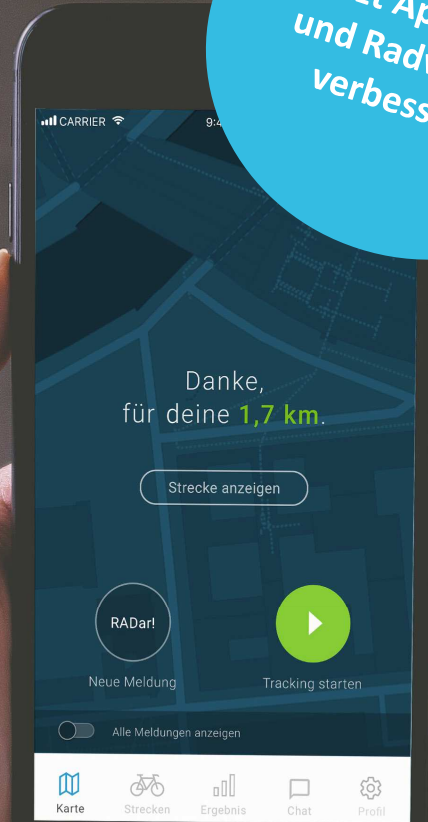 und
verbess
CARRIER
Danke,
für deine 1,7 km.
Strecke anzeigen
RADar!
Neue Meldung
Tracking starten
Alle Meldungen anzeigen
Karte
Strecken
Ergebnis
Chat
Profil